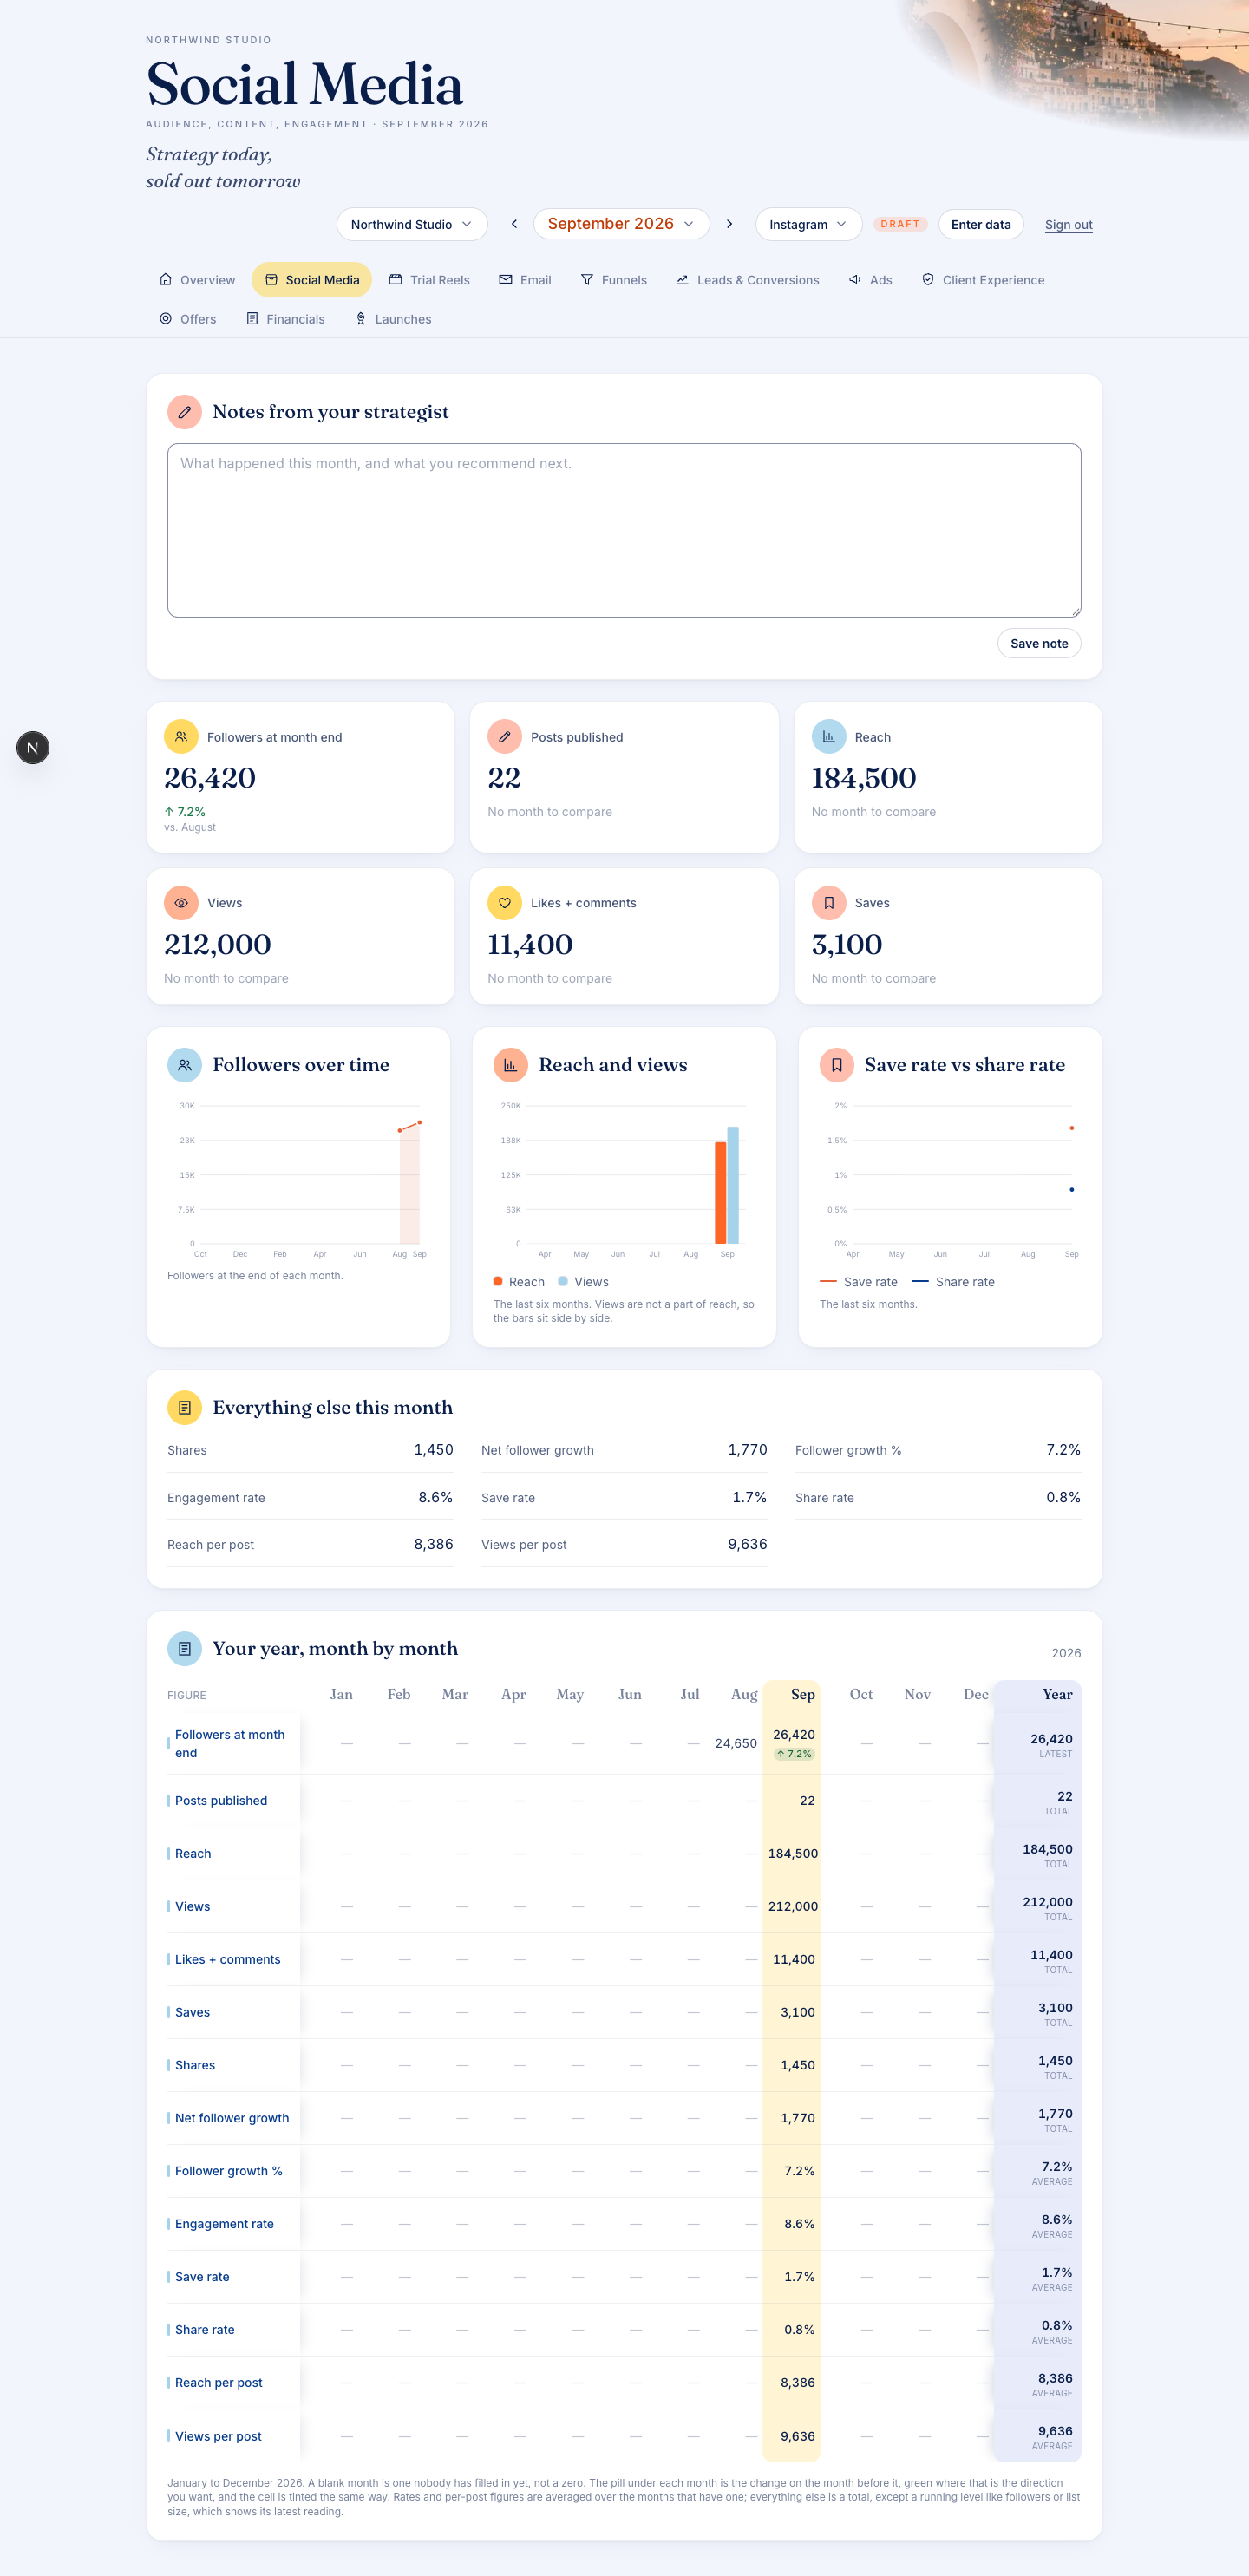 NORTHWIND STUDIO
Social Media
AUDIENCE, CONTENT, ENGAGEMENT · SEPTEMBER 2026
Strategy today,
sold out tomorrow
Northwind Studio
September 2026
Instagram
DRAFT
Enter data
Sign out
Overview
Social Media
Trial Reels
Email
Funnels
Leads & Conversions
Ads
Client Experience
Offers
Financials
Launches
Notes from your strategist
What happened this month, and what you recommend next.
Save note
N
Followers at month end
26,420
↑ 7.2%
vs. August
Posts published
22
No month to compare
Reach
184,500
No month to compare
Views
212,000
No month to compare
Likes + comments
11,400
No month to compare
Saves
3,100
No month to compare
Followers over time
30K
23K
15K
7.5K
0
Oct Dec Feb Apr Jun Aug Sep
Followers at the end of each month.
Reach and views
250K
188K
125K
63K
0
Apr May Jun Jul Aug Sep
Reach Views
The last six months. Views are not a part of reach, so
the bars sit side by side.
Save rate vs share rate
2%
1.5%
1%
0.5%
0%
Apr May Jun Jul Aug Sep
Save rate Share rate
The last six months.
Everything else this month
Shares 1,450
Net follower growth 1,770
Follower growth % 7.2%
Engagement rate 8.6%
Save rate 1.7%
Share rate 0.8%
Reach per post 8,386
Views per post 9,636
Your year, month by month
2026
FIGURE Jan Feb Mar Apr May Jun Jul Aug Sep Oct Nov Dec Year
Followers at month
end
— — — — — — — 24,650 26,420 — — — 26,420
↑ 7.2% LATEST
Posts published — — — — — — — — 22 — — — 22
TOTAL
Reach — — — — — — — — 184,500 — — — 184,500
TOTAL
Views — — — — — — — — 212,000 — — — 212,000
TOTAL
Likes + comments — — — — — — — — 11,400 — — — 11,400
TOTAL
Saves — — — — — — — — 3,100 — — — 3,100
TOTAL
Shares — — — — — — — — 1,450 — — — 1,450
TOTAL
Net follower growth — — — — — — — — 1,770 — — — 1,770
TOTAL
Follower growth % — — — — — — — — 7.2% — — — 7.2%
AVERAGE
Engagement rate — — — — — — — — 8.6% — — — 8.6%
AVERAGE
Save rate — — — — — — — — 1.7% — — — 1.7%
AVERAGE
Share rate — — — — — — — — 0.8% — — — 0.8%
AVERAGE
Reach per post — — — — — — — — 8,386 — — — 8,386
AVERAGE
Views per post — — — — — — — — 9,636 — — — 9,636
AVERAGE
January to December 2026. A blank month is one nobody has filled in yet, not a zero. The pill under each month is the change on the month before it, green where that is the direction
you want, and the cell is tinted the same way. Rates and per-post figures are averaged over the months that have one; everything else is a total, except a running level like followers or list
size, which shows its latest reading.